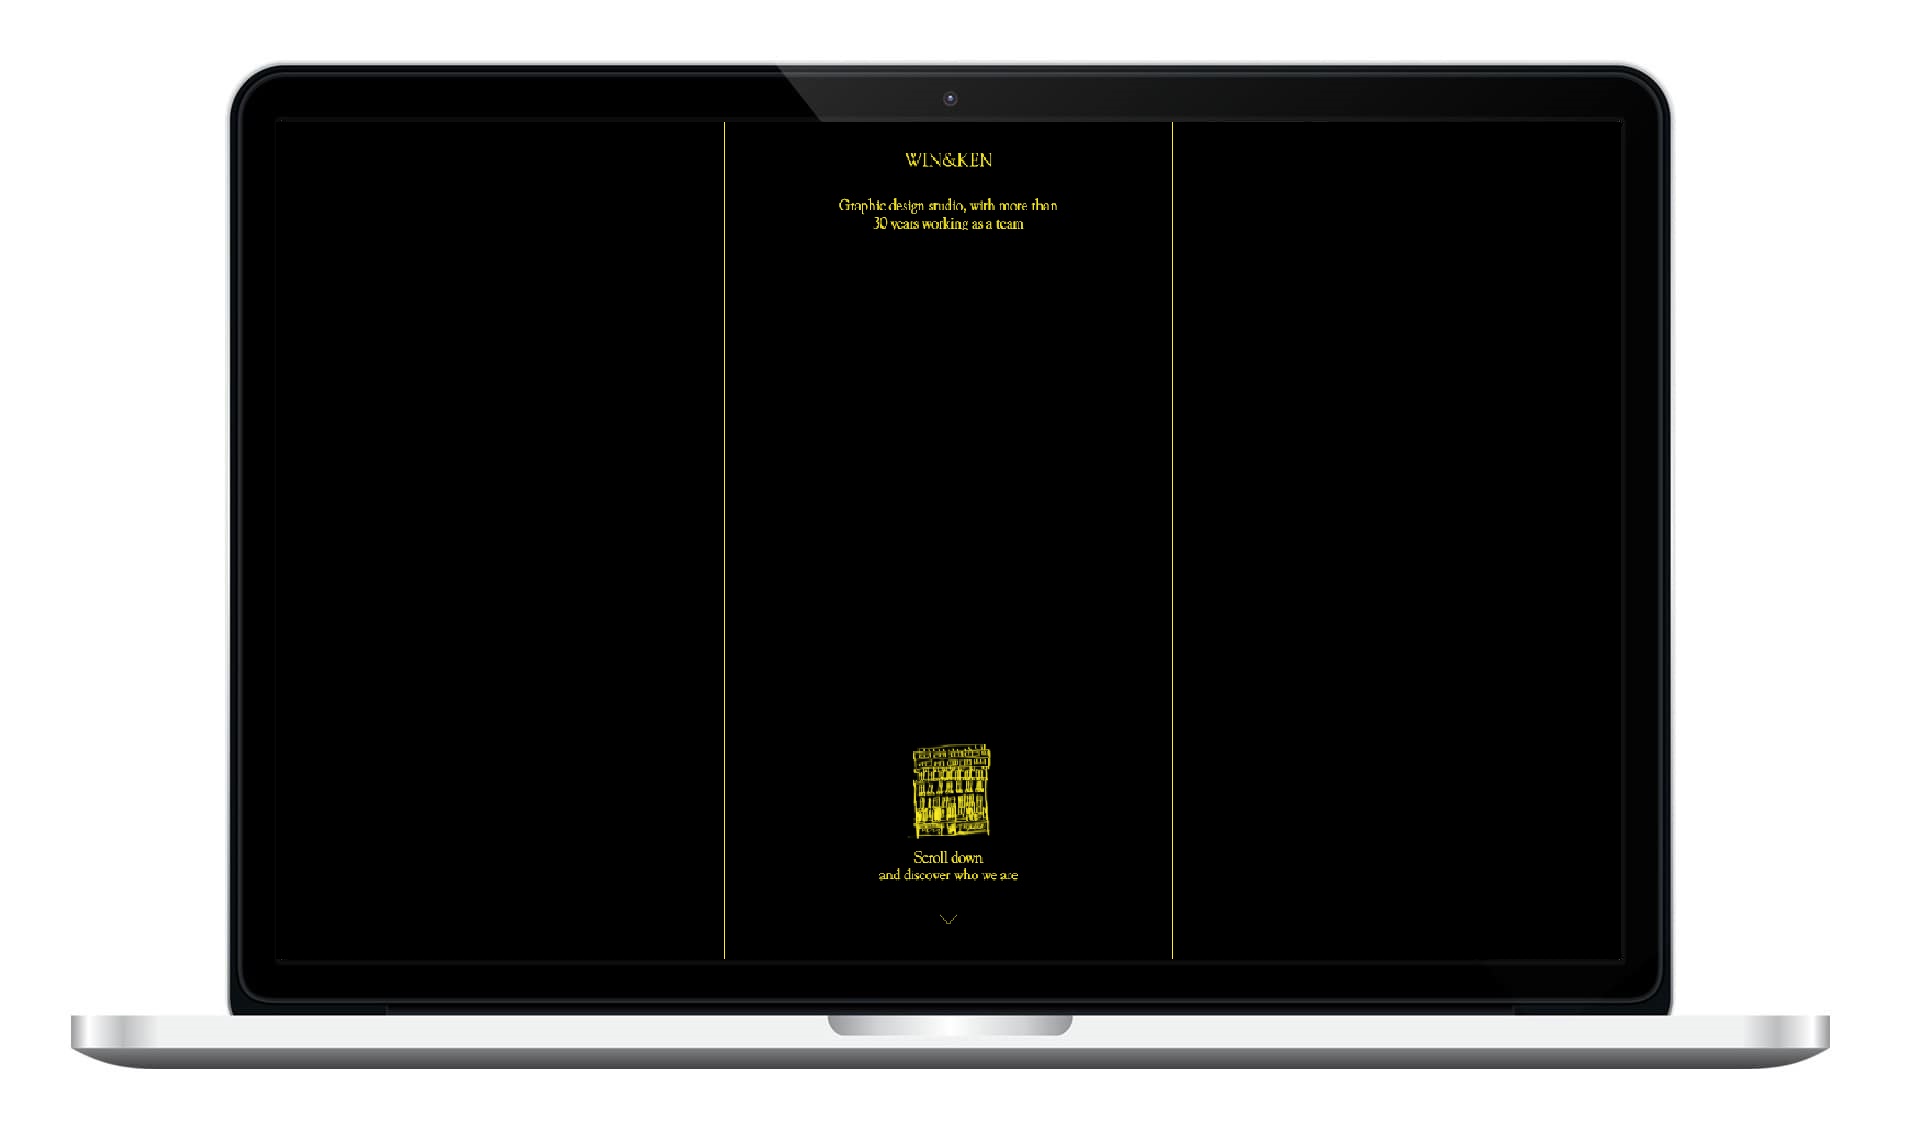 WIN&KEN
Graphic design studio, with more than
30 years working as a team
Scroll down
and discover who we are